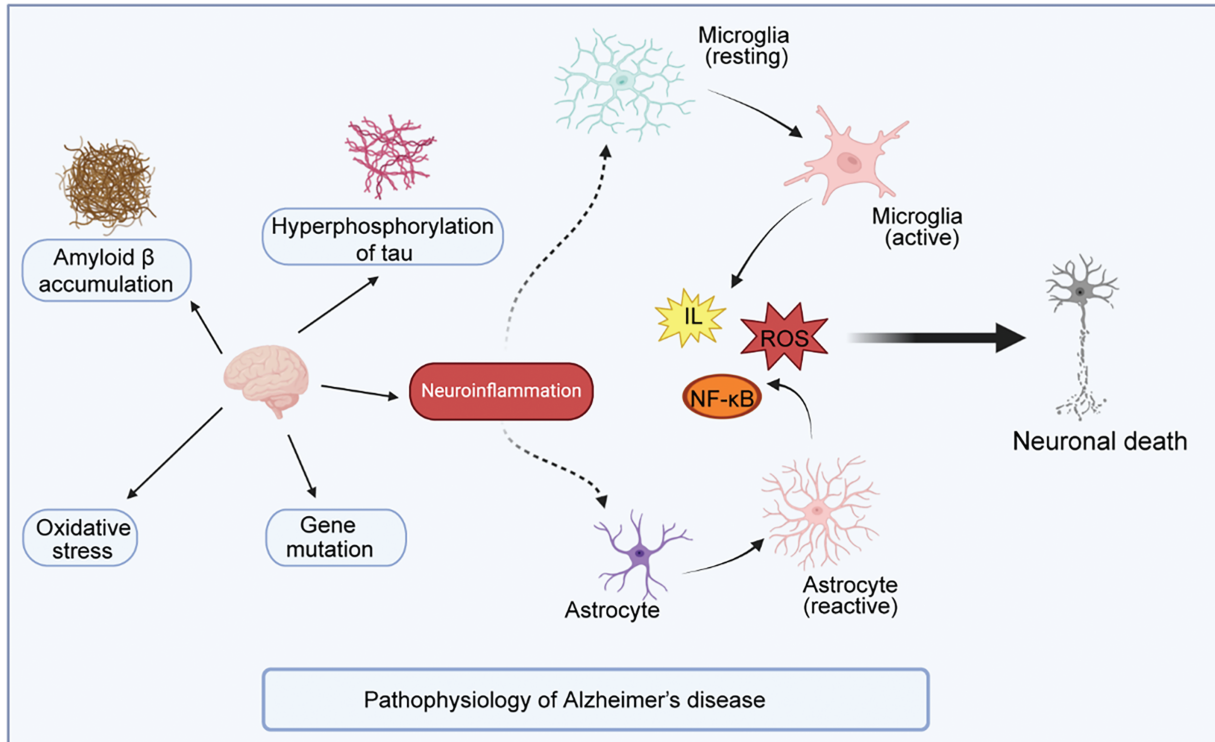 Microglia
(resting)
Microglia
(active)
Amyloid β
accumulation
Hyperphosphorylation
of tau
Neuroinflammation
Oxidative
stress
Gene
mutation
IL
ROS
NF-κB
Neuronal death
Astrocyte
Astrocyte
(reactive)
Pathophysiology of Alzheimer's disease